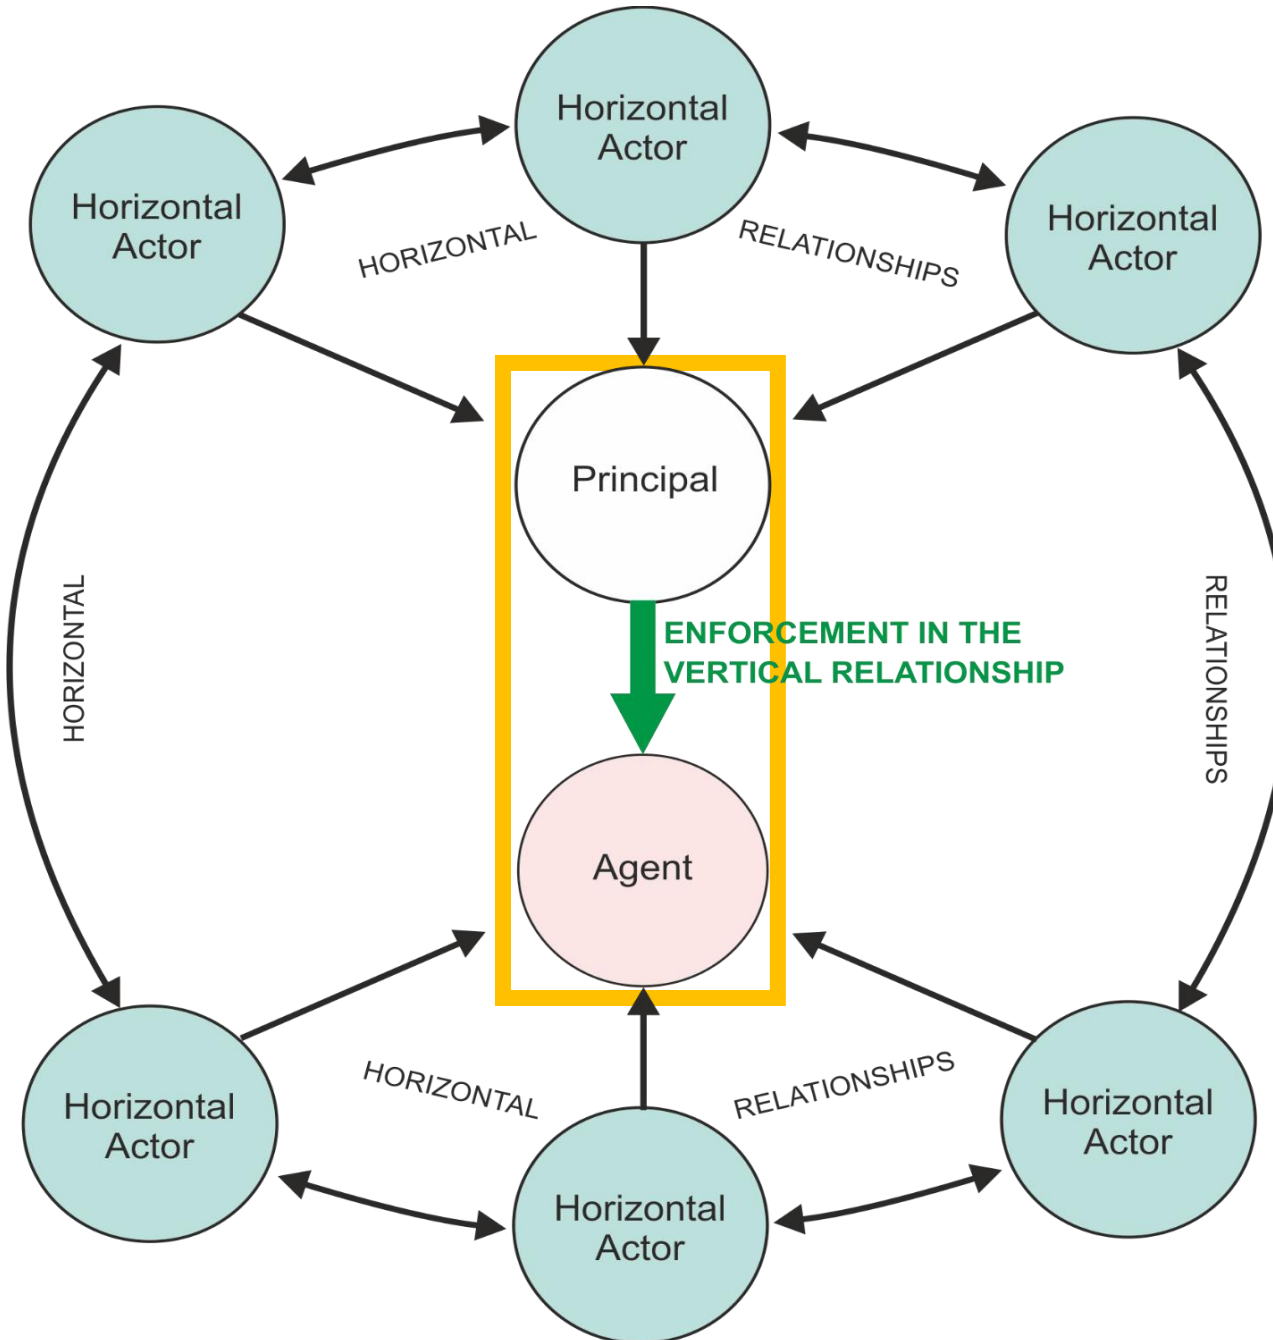 Horizontal
Actor
Horizontal
Actor
Horizontal
Actor
HORIZONTAL
RELATIONSHIPS
Principal
ENFORCEMENT IN THE
VERTICAL RELATIONSHIP
HORIZONTAL
RELATIONSHIPS
Agent
HORIZONTAL
RELATIONSHIPS
Horizontal
Actor
Horizontal
Actor
Horizontal
Actor